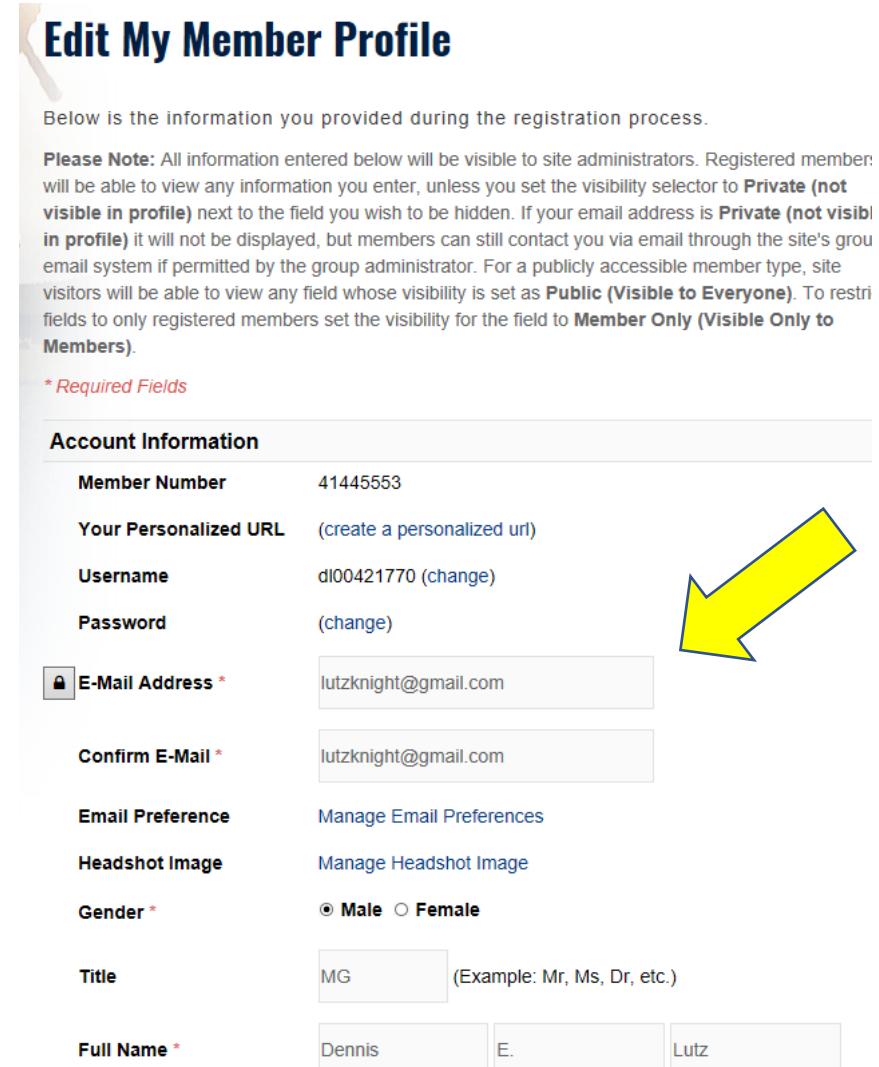 Edit My Member Profile
Below is the information you provided during the registration process.
Please Note: All information entered below will be visible to site administrators. Registered members
will be able to view any information you enter, unless you set the visibility selector to Private (not
visible in profile) next to the field you wish to be hidden. If your email address is Private (not visibl
in profile) it will not be displayed, but members can still contact you via email through the site's grou
email system if permitted by the group administrator. For a publicly accessible member type, site
visitors will be able to view any field whose visibility is set as Public (Visible to Everyone). To restri
fields to only registered members set the visibility for the field to Member Only (Visible Only to
Members).
* Required Fields
Account Information
Member Number 41445553
Your Personalized URL (create a personalized url)
Username dl00421770 (change)
Password (change)
E-Mail Address * lutzknight@gmail.com
Confirm E-Mail * lutzknight@gmail.com
Email Preference Manage Email Preferences
Headshot Image Manage Headshot Image
Gender * Male Female
Title MG (Example: Mr, Ms, Dr, etc.)
Full Name * Dennis E. Lutz